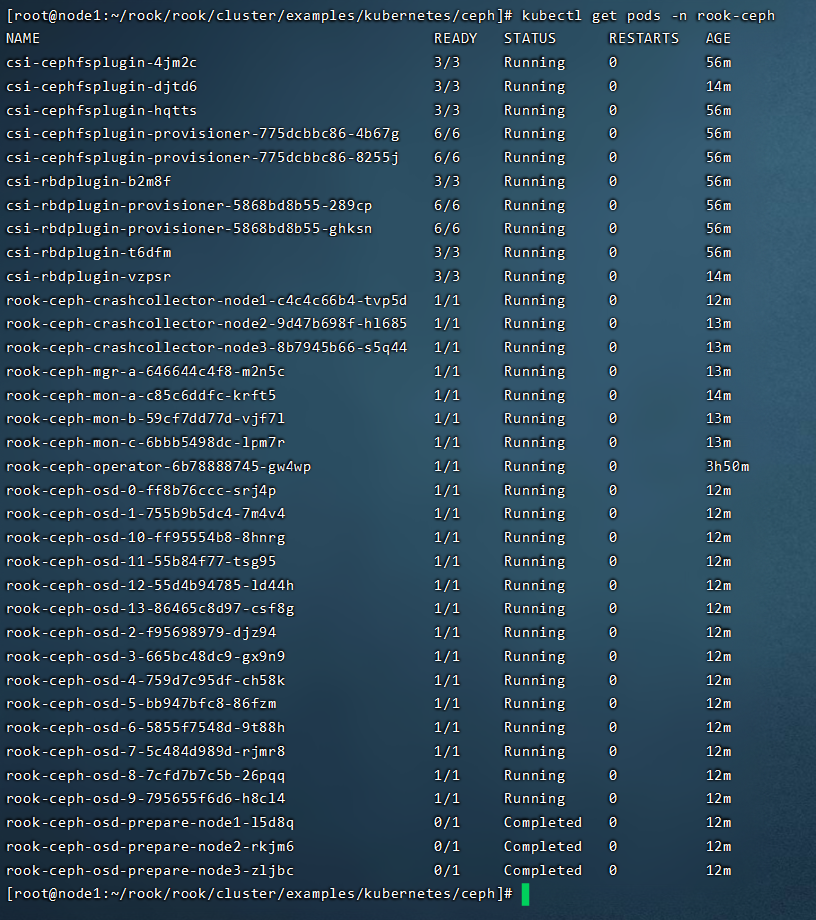 [root@node1:~/rook/rook/cluster/examples/kubernetes/ceph]# kubectl get pods -n rook-ceph
NAME READY STATUS RESTARTS AGE
csi-cephfsplugin-4jm2c 3/3 Running 0 56m
csi-cephfsplugin-djtd6 3/3 Running 0 14m
csi-cephfsplugin-hqtts 3/3 Running 0 56m
csi-cephfsplugin-provisioner-775dcbbc86-4b67g 6/6 Running 0 56m
csi-cephfsplugin-provisioner-775dcbbc86-8255j 6/6 Running 0 56m
csi-rbdplugin-b2m8f 3/3 Running 0 56m
csi-rbdplugin-provisioner-5868bd8b55-289cp 6/6 Running 0 56m
csi-rbdplugin-provisioner-5868bd8b55-ghksn 6/6 Running 0 56m
csi-rbdplugin-t6dfm 3/3 Running 0 56m
csi-rbdplugin-vzpsr 3/3 Running 0 14m
rook-ceph-crashcollector-node1-c4c4c66b4-tvp5d 1/1 Running 0 12m
rook-ceph-crashcollector-node2-9d47b698f-hl685 1/1 Running 0 13m
rook-ceph-crashcollector-node3-8b7945b66-s5q44 1/1 Running 0 13m
rook-ceph-mgr-a-646644c4f8-m2n5c 1/1 Running 0 13m
rook-ceph-mon-a-c85c6ddfc-krft5 1/1 Running 0 14m
rook-ceph-mon-b-59cf7dd77d-vjf7l 1/1 Running 0 13m
rook-ceph-mon-c-6bbb5498dc-lpm7r 1/1 Running 0 13m
rook-ceph-operator-6b78888745-gw4wp 1/1 Running 0 3h50m
rook-ceph-osd-0-ff8b76ccc-srj4p 1/1 Running 0 12m
rook-ceph-osd-1-755b9b5dc4-7m4v4 1/1 Running 0 12m
rook-ceph-osd-10-ff95554b8-8hnrg 1/1 Running 0 12m
rook-ceph-osd-11-55b84f77-tsg95 1/1 Running 0 12m
rook-ceph-osd-12-55d4b94785-ld44h 1/1 Running 0 12m
rook-ceph-osd-13-86465c8d97-csf8g 1/1 Running 0 12m
rook-ceph-osd-2-f95698979-djz94 1/1 Running 0 12m
rook-ceph-osd-3-665bc48dc9-gx9n9 1/1 Running 0 12m
rook-ceph-osd-4-759d7c95df-ch58k 1/1 Running 0 12m
rook-ceph-osd-5-bb947bfc8-86fzm 1/1 Running 0 12m
rook-ceph-osd-6-5855f7548d-9t88h 1/1 Running 0 12m
rook-ceph-osd-7-5c484d989d-rjmr8 1/1 Running 0 12m
rook-ceph-osd-8-7cfd7b7c5b-26pqq 1/1 Running 0 12m
rook-ceph-osd-9-795655f6d6-h8cl4 1/1 Running 0 12m
rook-ceph-osd-prepare-node1-l5d8q 0/1 Completed 0 12m
rook-ceph-osd-prepare-node2-rkjm6 0/1 Completed 0 12m
rook-ceph-osd-prepare-node3-zljbc 0/1 Completed 0 12m
[root@node1:~/rook/rook/cluster/examples/kubernetes/ceph]#